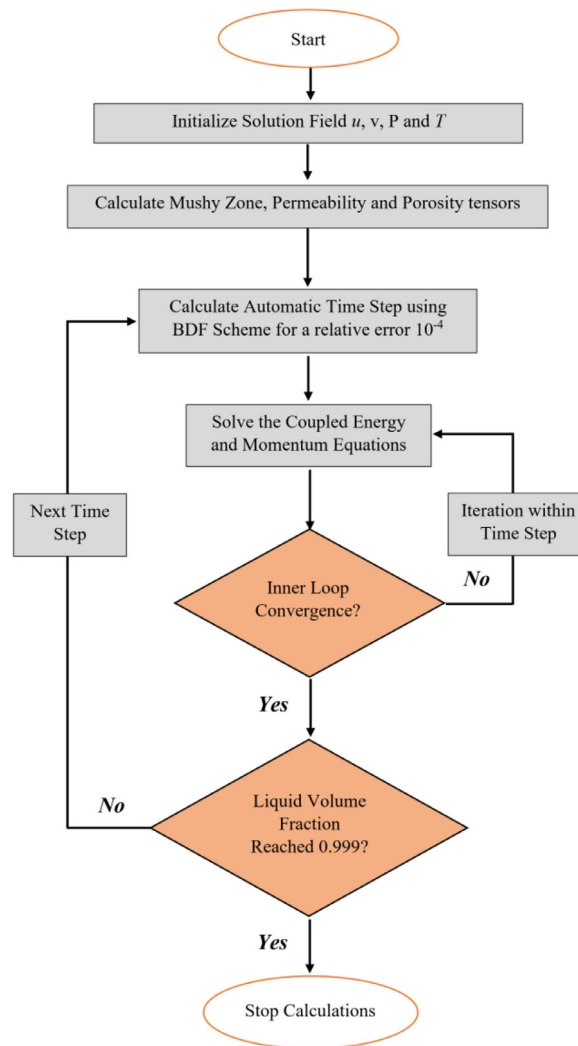 Start
Initialize Solution Field u, v, P and T
Calculate Mushy Zone, Permeability and Porosity tensors
Calculate Automatic Time Step using
BDF Scheme for a relative error 10⁻⁴
Solve the Coupled Energy
and Momentum Equations
Next Time
Step
Iteration within
Time Step
No
Inner Loop
Convergence?
Yes
No
Liquid Volume
Fraction
Reached 0.999?
Yes
Stop Calculations